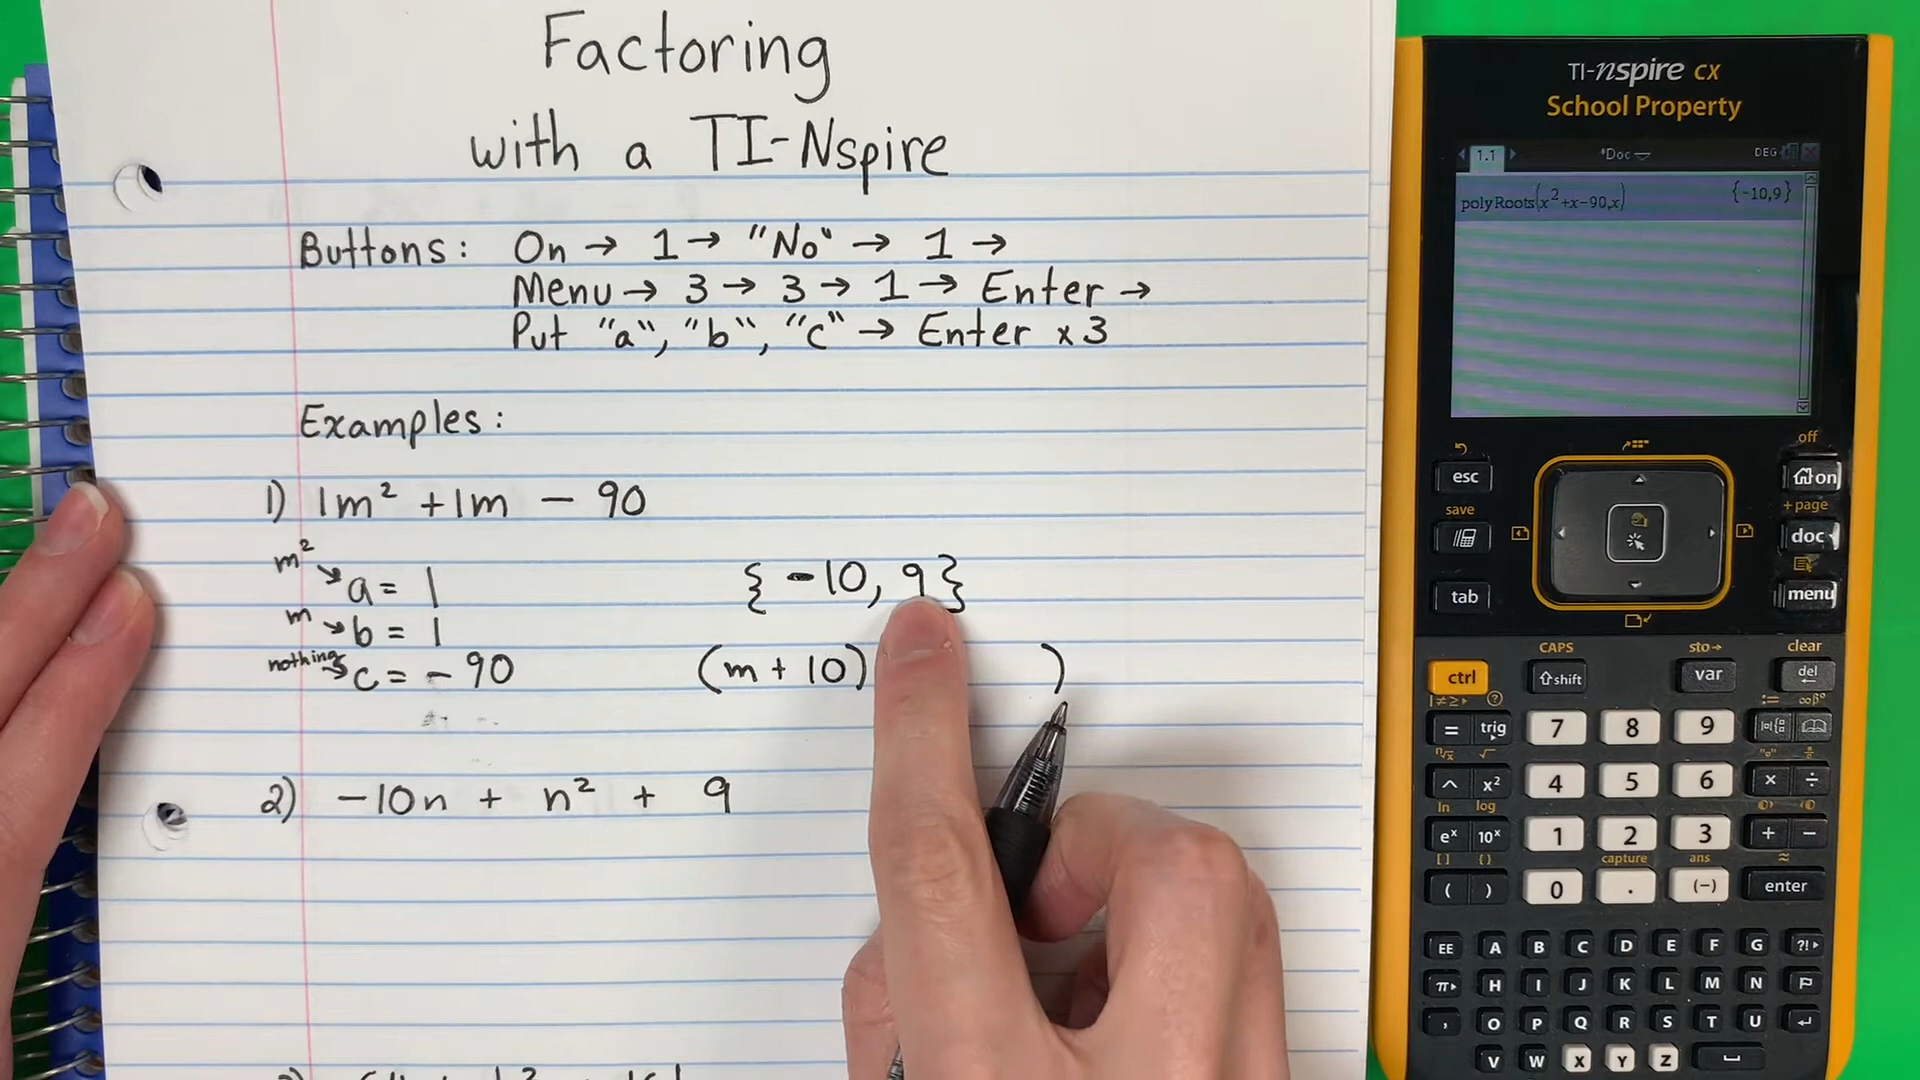 Factoring
with a TI-Nspire
Buttons: On → 1 → "No" → 1 →
Menu → 3 → 3 → 1 → Enter →
Put "a", "b", "c" → Enter x3
Examples:
1) 1m² + 1m - 90
m² → a = 1
m → b = 1
nothing → c = - 90
{ -10, 9 }
(m + 10) )
2) -10n + n² + 9
TI-nspire CX
School Property
1.1 *Doc DEG
polyRoots(x²+x-90,x) {-10,9}
off
esc on
save + page
doc
tab menu
CAPS sto→ clear
ctrl shift var del
= trig 7 8 9
^ x² 4 5 6 × ÷
ln log
eˣ 10ˣ 1 2 3 + −
[] {} capture ans ≈
( ) 0 . (−) enter
EE A B C D E F G ?!▸
π▸ H I J K L M N
, O P Q R S T U
V W X Y Z